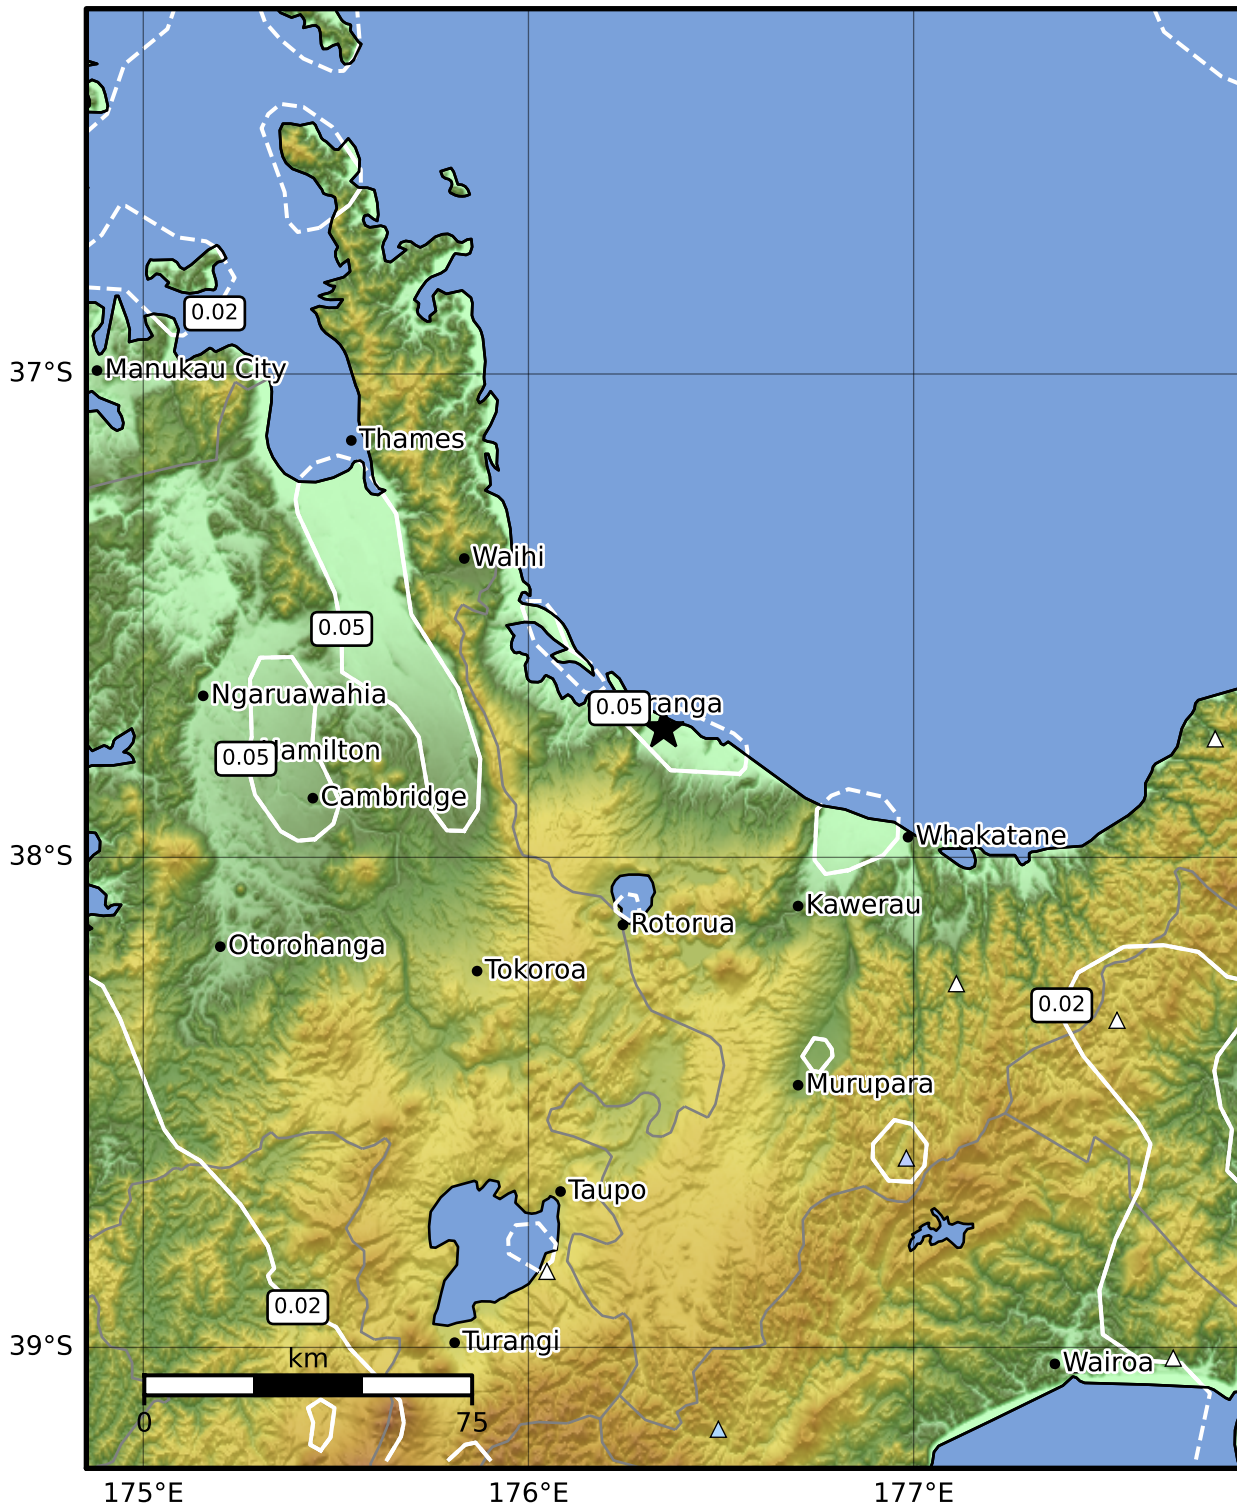 0.02
37°S
Manukau City
Thames
Waihi
0.05
Ngaruawahia
0.05
ranga
0.05
Hamilton
Cambridge
Whakatane
38°S
Kawerau
Rotorua
Otorohanga
Tokoroa
0.02
Murupara
Taupo
0.02
39°S
Turangi
km
Wairoa
0
75
175°E
176°E
177°E